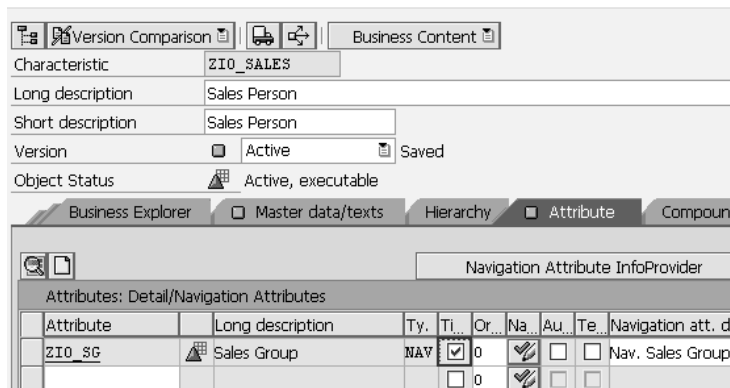 Version Comparison Business Content
Characteristic ZIO_SALES
Long description Sales Person
Short description Sales Person
Version Active Saved
Object Status Active, executable
Business Explorer Master data/texts Hierarchy Attribute Compoun
Navigation Attribute InfoProvider
Attributes: Detail/Navigation Attributes
Attribute Long description Ty. Ti... Or... Na... Au... Te... Navigation att. d
ZIO_SG Sales Group NAV 0 Nav. Sales Group
0